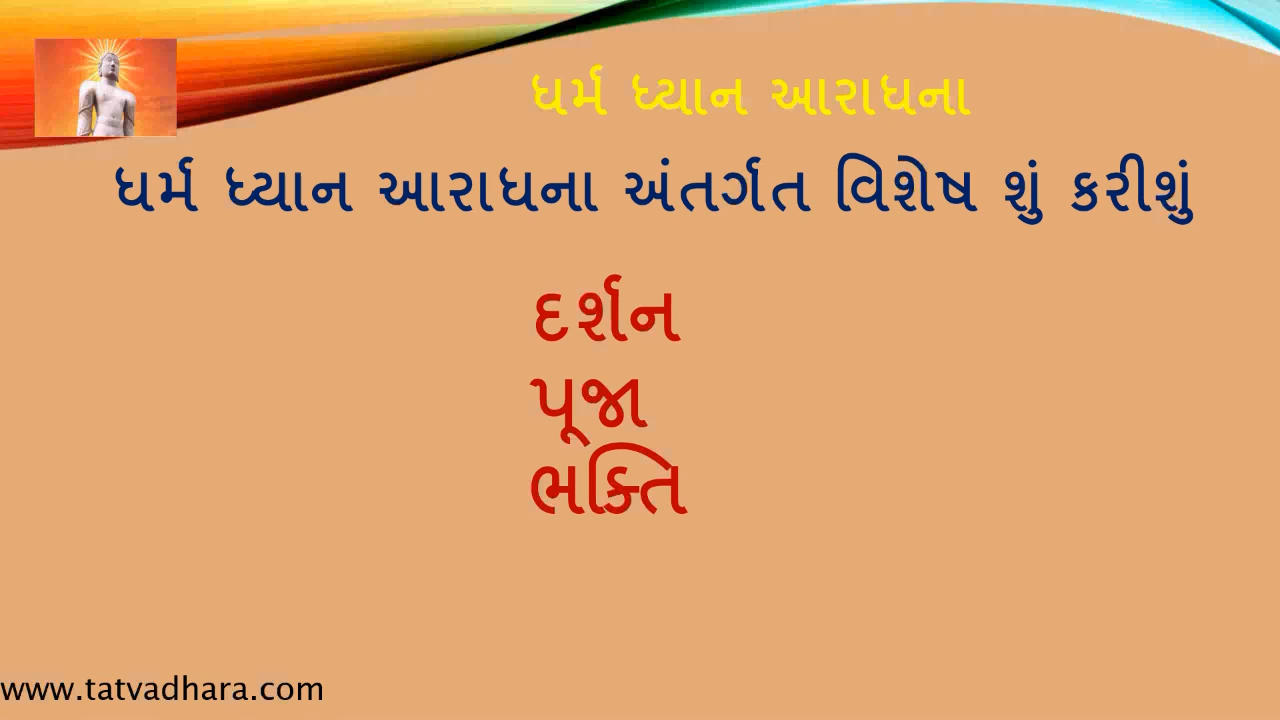 ધર્મ ધ્યાન આરાધના
ધર્મ ધ્યાન આરાધના અંતર્ગત વિશેષ શું કરીશું
દર્શન
પૂજા
ભક્તિ
www.tatvadhara.com